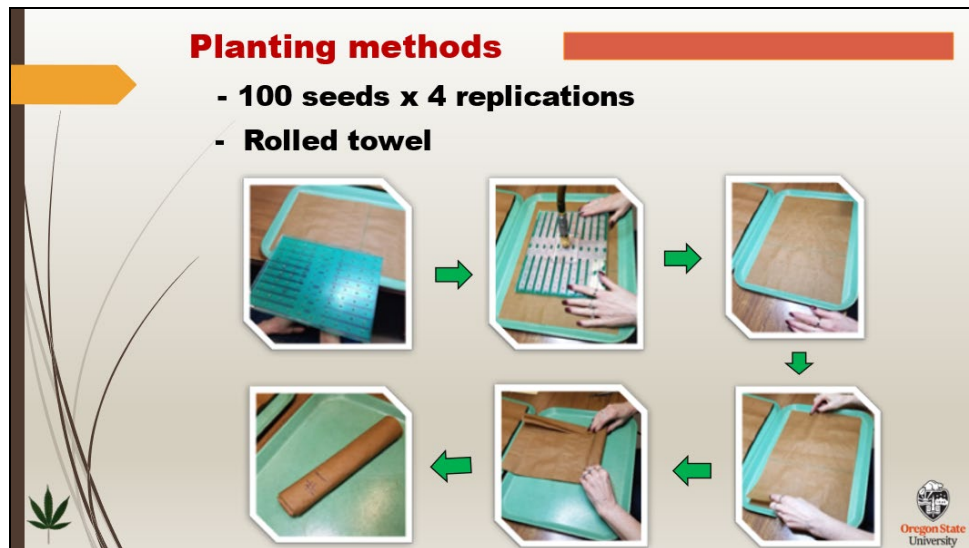 Planting methods
- 100 seeds x 4 replications
- Rolled towel
Oregon State
University